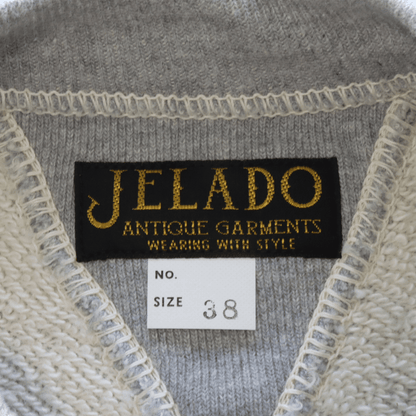 JELADO
ANTIQUE GARMENTS
WEARING WITH STYLE
NO.
SIZE 38